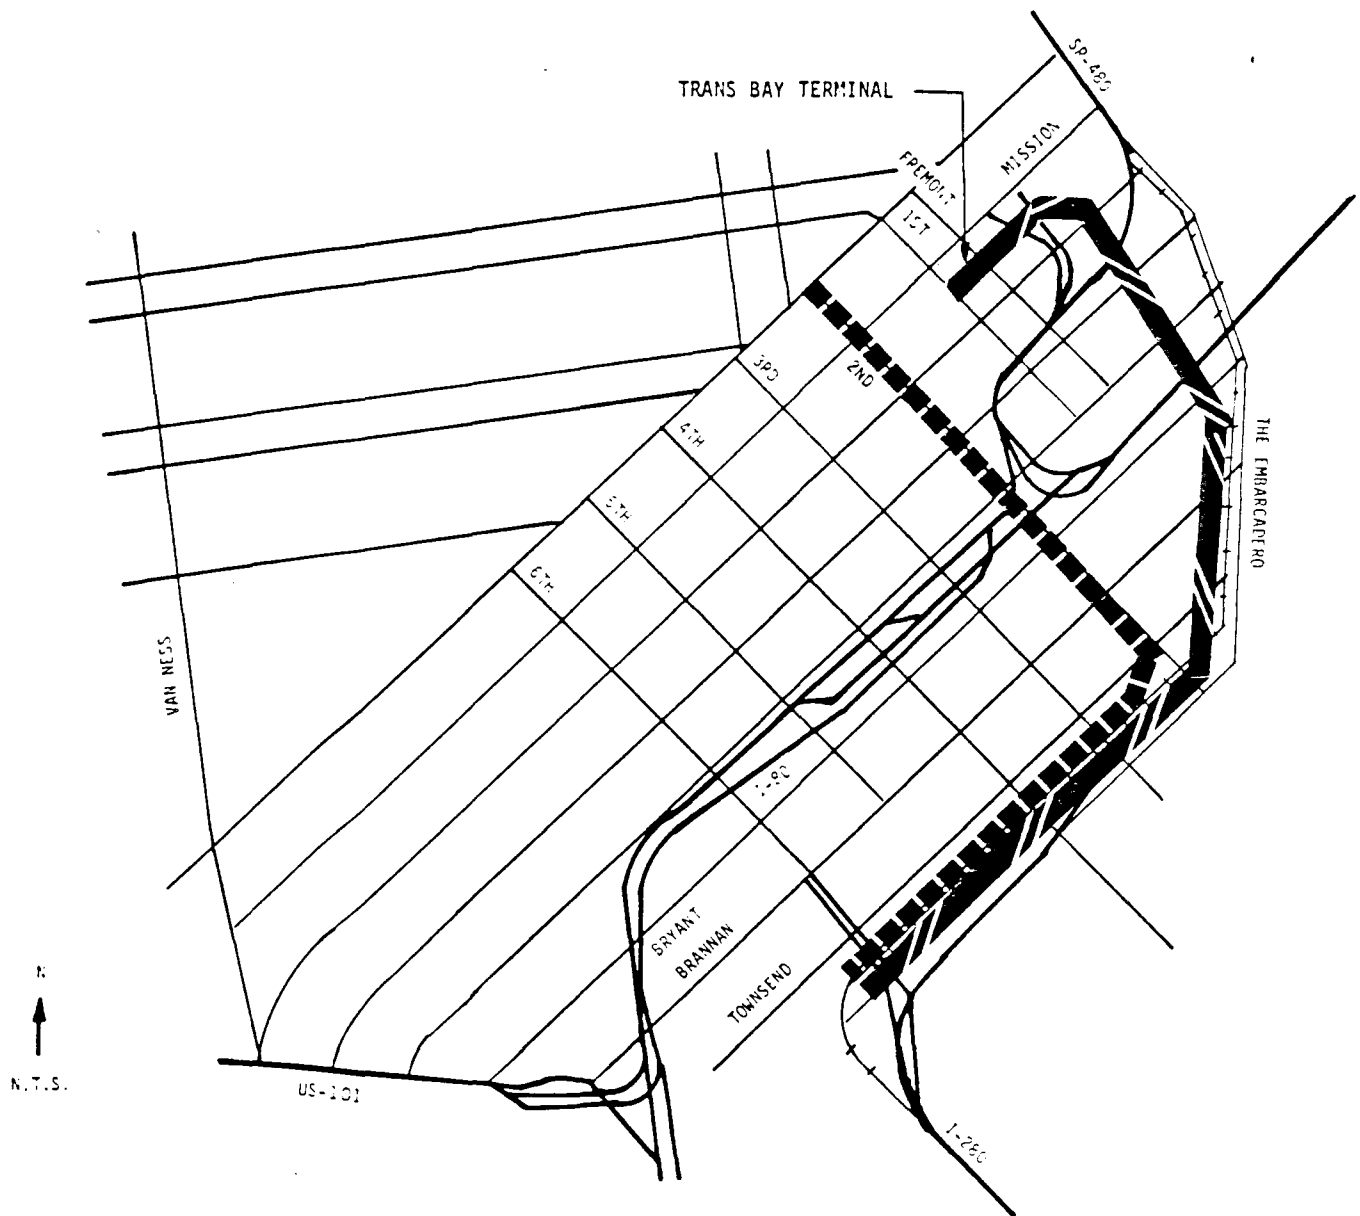 SR-480
TRANS BAY TERMINAL
MISSION
FREMONT
1ST
2ND
3RD
4TH
5TH
6TH
THE EMBARCADERO
VAN NESS
I-80
BRYANT
BRANNAN
TOWNSEND
N
N.T.S.
US-101
I-280